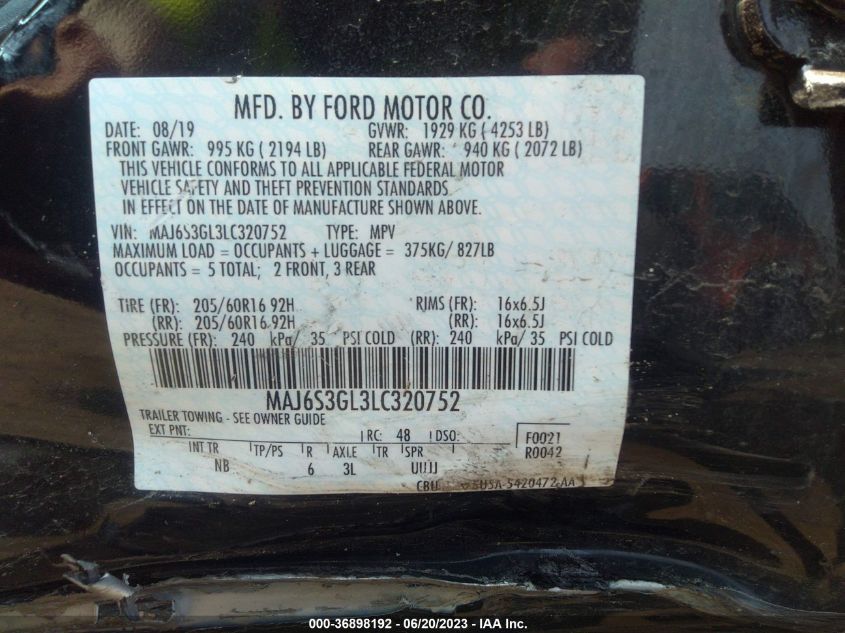 MFD. BY FORD MOTOR CO.
DATE: 08/19 GVWR: 1929 KG ( 4253 LB)
FRONT GAWR: 995 KG ( 2194 LB) REAR GAWR: 940 KG ( 2072 LB)
THIS VEHICLE CONFORMS TO ALL APPLICABLE FEDERAL MOTOR
VEHICLE SAFETY AND THEFT PREVENTION STANDARDS
IN EFFECT ON THE DATE OF MANUFACTURE SHOWN ABOVE.
VIN: MAJ6S3GL3LC320752 TYPE: MPV
MAXIMUM LOAD = OCCUPANTS + LUGGAGE = 375KG/ 827LB
OCCUPANTS = 5 TOTAL; 2 FRONT, 3 REAR
TIRE (FR): 205/60R16 92H RIMS (FR): 16x6.5J
(RR): 205/60R16 92H (RR): 16x6.5J
PRESSURE (FR): 240 kPa/ 35 PSI COLD (RR): 240 kPa/ 35 PSI COLD
MAJ6S3GL3LC320752
TRAILER TOWING - SEE OWNER GUIDE
EXT PNT: RC: 48 DSO: F0021
R0042
INT TR TP/PS R AXLE TR SPR
NB 6 3L UUJJ
5420472
000-36898192 - 06/20/2023 - IAA Inc.